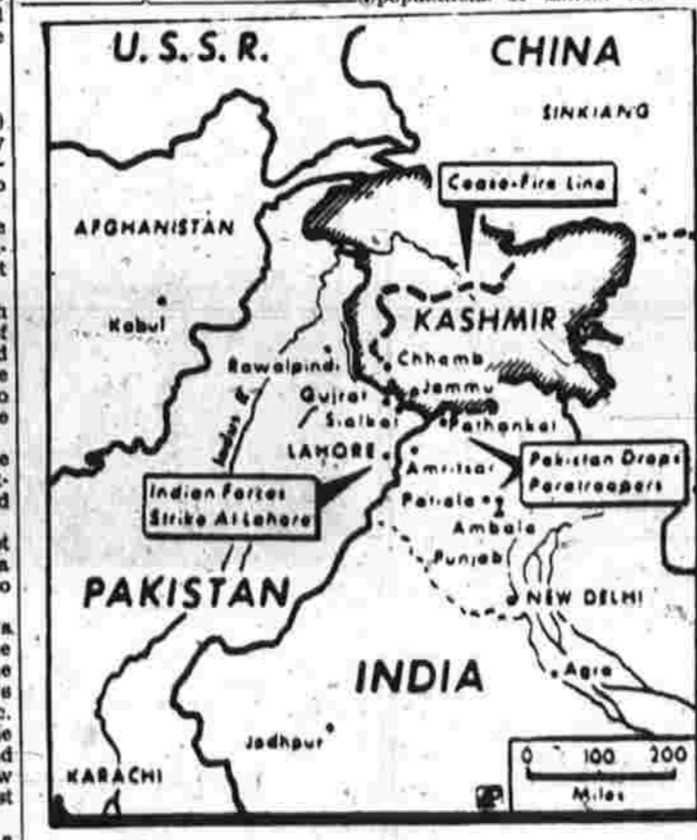 U.S.S.R.
CHINA
SINKIANG
Cease-Fire Line
AFGHANISTAN
Kabul
KASHMIR
Rawalpindi
Chhamb
Gujrat
Jammu
Sialkot
Pathankot
Indus R.
LAHORE
Amritsar
Pakistan Drops
Paratroopers
Indian Forces
Strike At Lahore
Patiala
Ambala
Punjab
PAKISTAN
NEW DELHI
INDIA
Agra
Jodhpur
0 100 200
Miles
KARACHI
AP